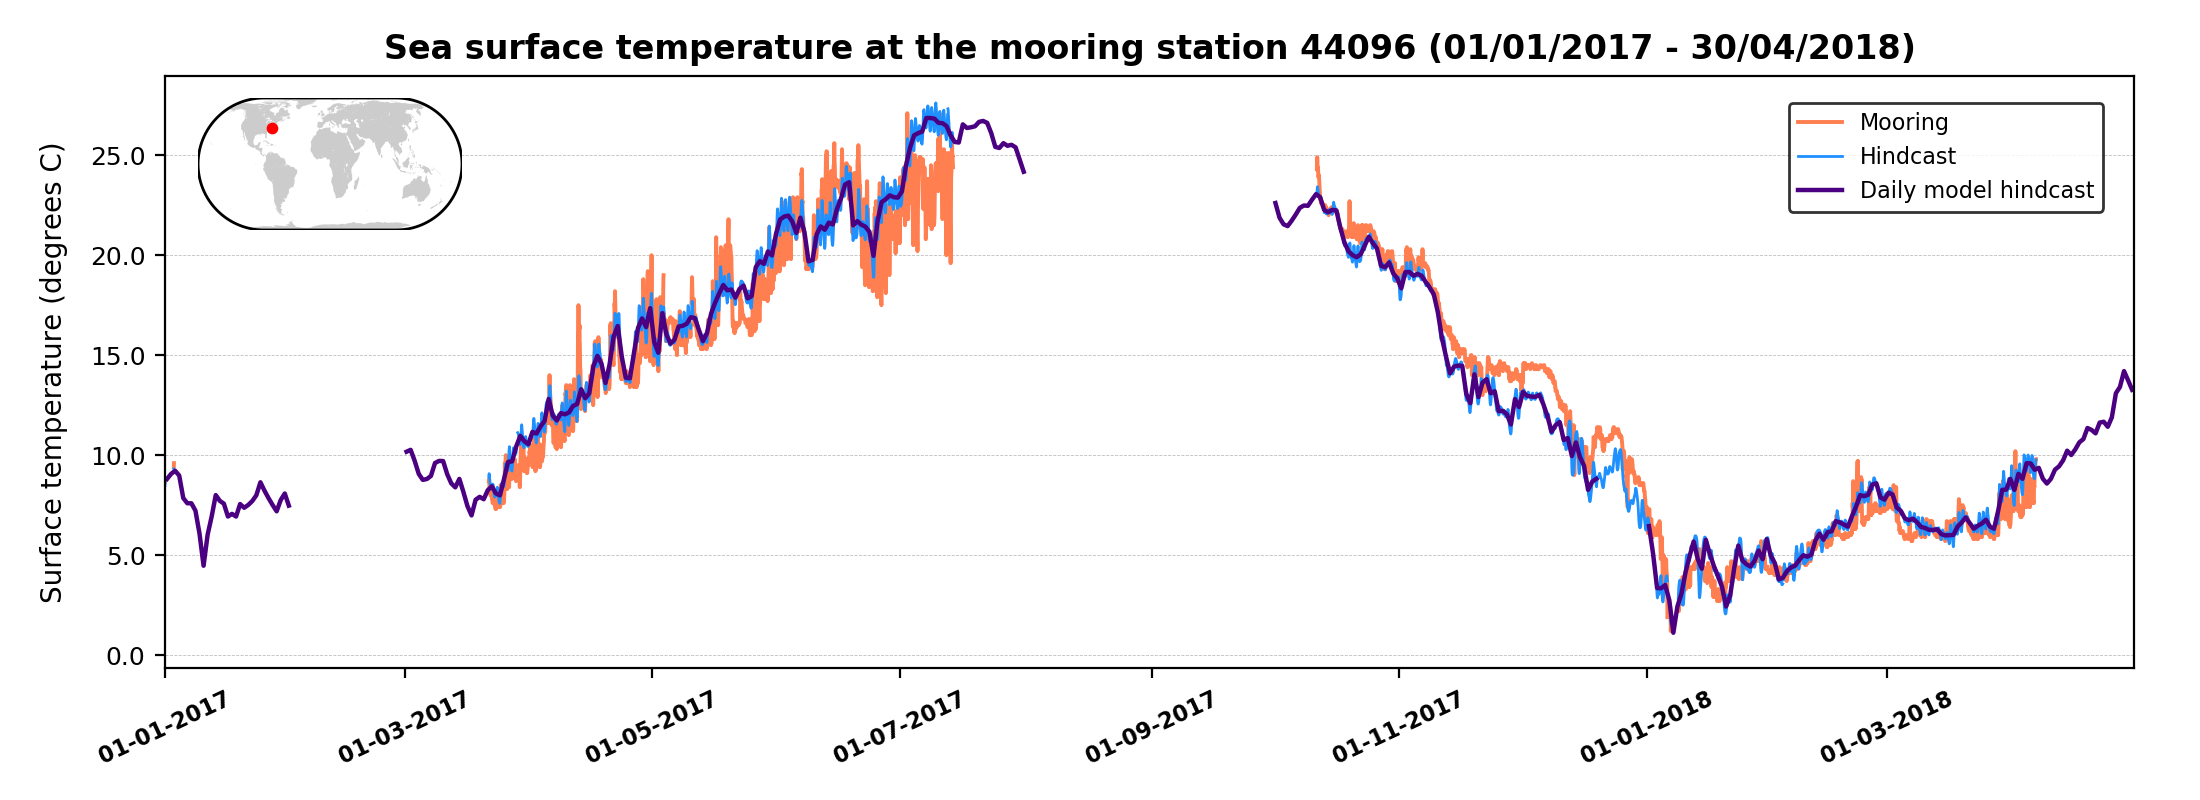 Sea surface temperature at the mooring station 44096 (01/01/2017 - 30/04/2018)
Surface temperature (degrees C)
25.0
20.0
15.0
10.0
5.0
0.0
Mooring
Hindcast
Daily model hindcast
01-01-2017
01-03-2017
01-05-2017
01-07-2017
01-09-2017
01-11-2017
01-01-2018
01-03-2018